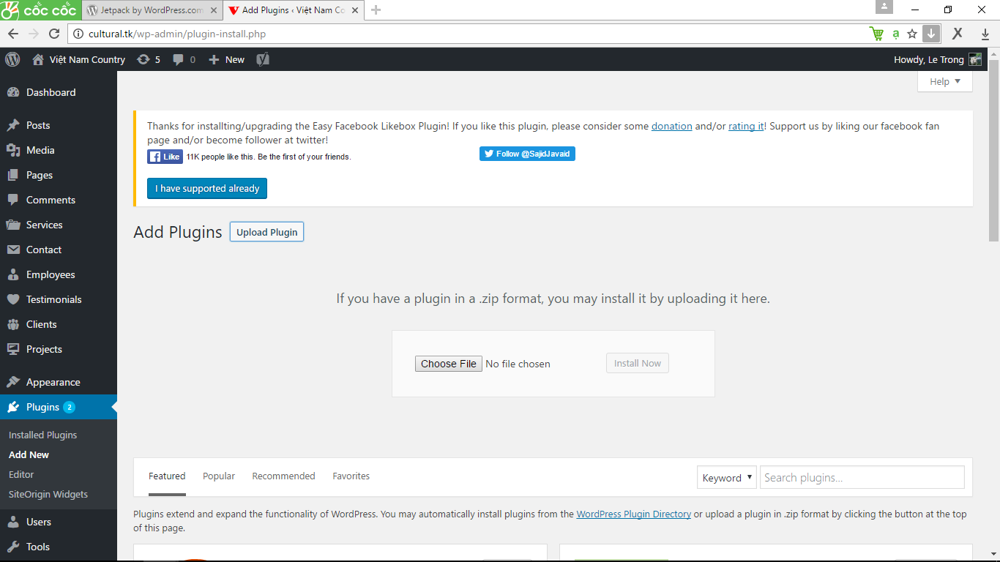 cốc cốc
Jetpack by WordPress.com
Add Plugins ‹ Việt Nam Co
cultural.tk/wp-admin/plugin-install.php
Việt Nam Country 5 0 New
Howdy, Le Trong
Help
Dashboard
Posts
Media
Pages
Comments
Services
Contact
Employees
Testimonials
Clients
Projects
Appearance
Plugins 2
Installed Plugins
Add New
Editor
SiteOrigin Widgets
Users
Tools
Thanks for installting/upgrading the Easy Facebook Likebox Plugin! If you like this plugin, please consider some donation and/or rating it! Support us by liking our facebook fan
page and/or become follower at twitter!
Like 11K people like this. Be the first of your friends.
Follow @SajidJavaid
I have supported already
Add Plugins Upload Plugin
If you have a plugin in a .zip format, you may install it by uploading it here.
Choose File No file chosen Install Now
Featured Popular Recommended Favorites Keyword Search plugins...
Plugins extend and expand the functionality of WordPress. You may automatically install plugins from the WordPress Plugin Directory or upload a plugin in .zip format by clicking the button at the top
of this page.